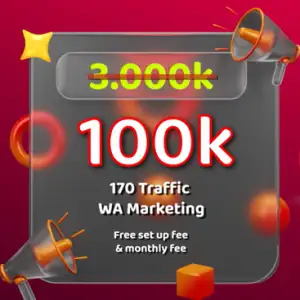 3.000k
100k
170 Traffic
WA Marketing
Free set up fee
& monthly fee